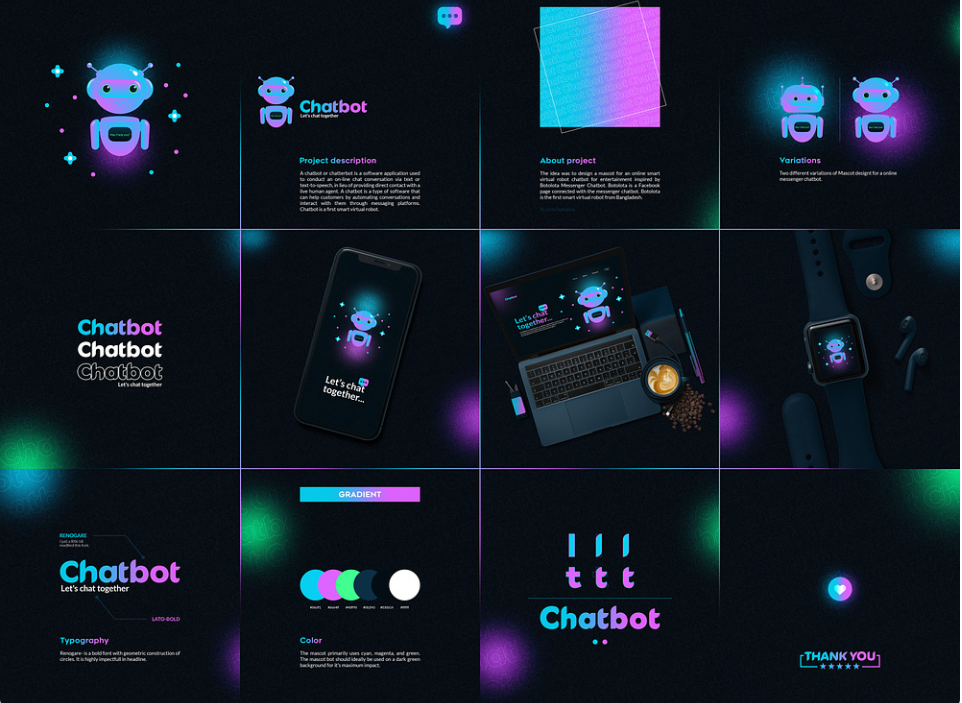 Chatbot
Let's chat together
Project description
A chatbot or chatterbot is a software application used
to conduct an on-line chat conversation via text or
text-to-speech, in lieu of providing direct contact with a
live human agent. A chatbot is a type of software that
can help customers by automating conversations and
interact with them through messaging platforms.
Chatbot is a first smart virtual robot.
About project
The idea was to design a mascot for an online smart
virtual robot chatbot for entertainment inspired by
Botolota Messenger Chatbot. Botolota is a Facebook
page connected with the messenger chatbot. Botolota
is the first smart virtual robot from Bangladesh.
Variations
Two different variations of Mascot designt for a online
messenger chatbot.
Chatbot
Chatbot
Chatbot
Let's chat together
Let's chat
together...
Let's chat
together...
RENOGARE
Chatbot
Let's chat together
LATO-BOLD
Typography
Renogare- is a bold font with geometric construction of
circles. It is highly impactfull in headline.
GRADIENT
Color
The mascot primarily uses cyan, magenta, and green.
The mascot bot should ideally be used on a dark green
background for it's maximum impact.
t t t
Chatbot
THANK YOU